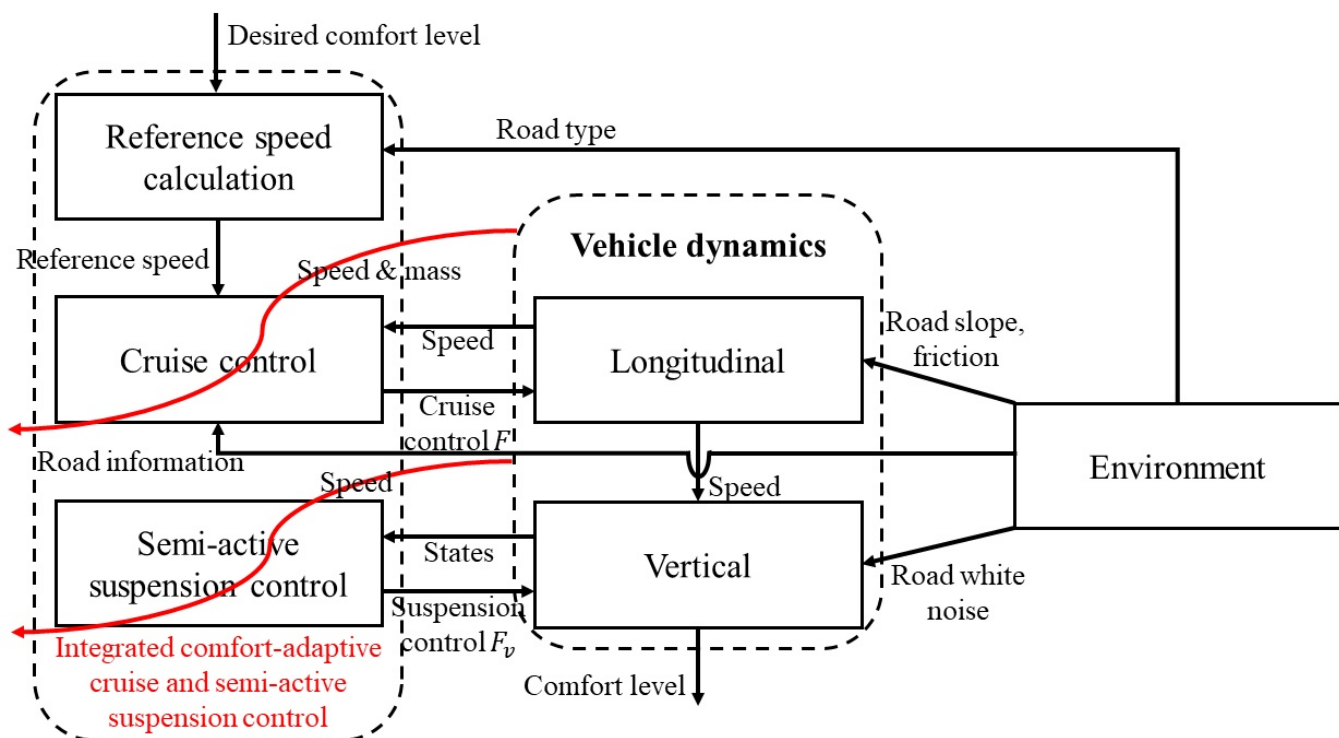 Desired comfort level
Reference speed
calculation
Road type
Reference speed
Speed & mass
Vehicle dynamics
Cruise control
Speed
Longitudinal
Road slope,
friction
Cruise
control F
Road information
Environment
Speed
Speed
Semi-active
suspension control
States
Vertical
Suspension
control Fᵥ
Road white
noise
Integrated comfort-adaptive
cruise and semi-active
suspension control
Comfort level